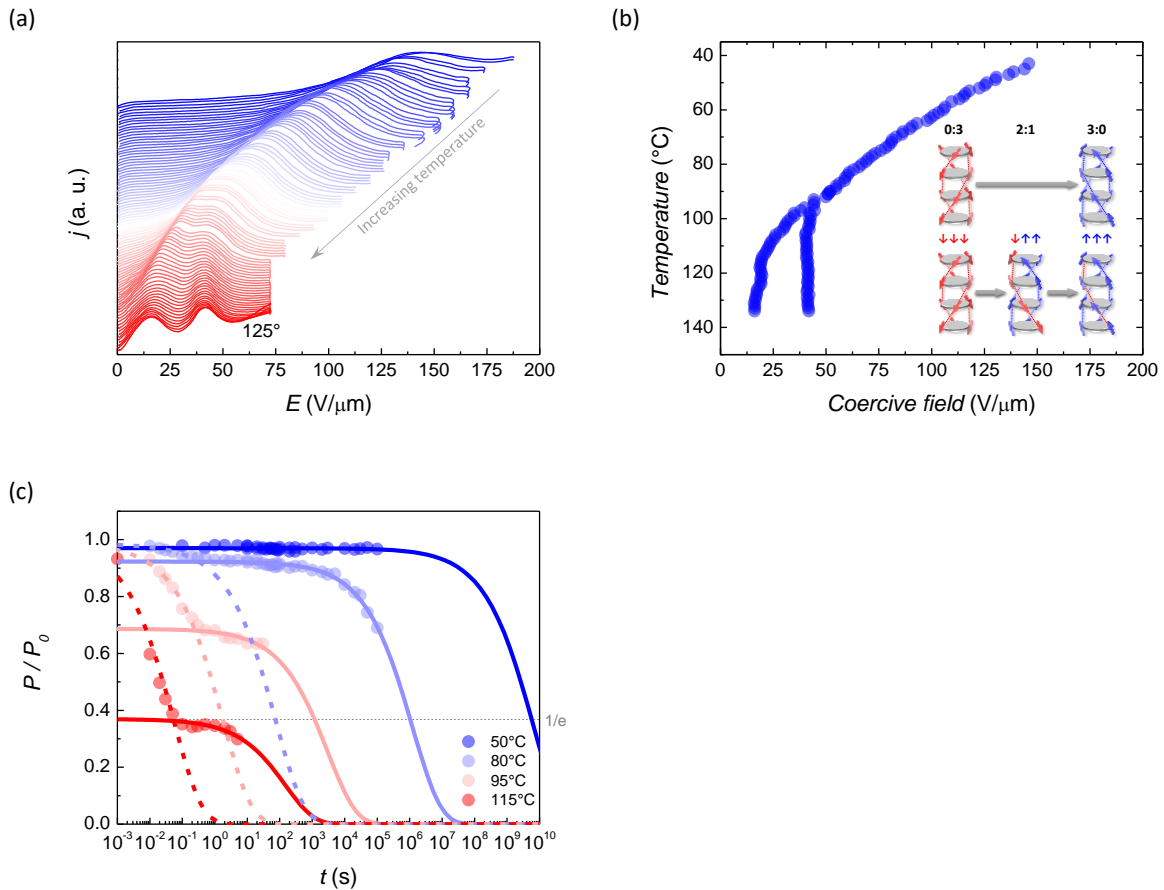 (a)
j (a. u.)
Increasing temperature
125°
0 25 50 75 100 125 150 175 200
E (V/μm)
(b)
Temperature (°C)
40
60
80
100
120
140
0:3 2:1 3:0
↓↓↓ ↓↑↑ ↑↑↑
0 25 50 75 100 125 150 175 200
Coercive field (V/μm)
(c)
P / P₀
1.0
0.8
0.6
0.4
0.2
0.0
1/e
50°C
80°C
95°C
115°C
10⁻³ 10⁻² 10⁻¹ 10⁰ 10¹ 10² 10³ 10⁴ 10⁵ 10⁶ 10⁷ 10⁸ 10⁹ 10¹⁰
t (s)